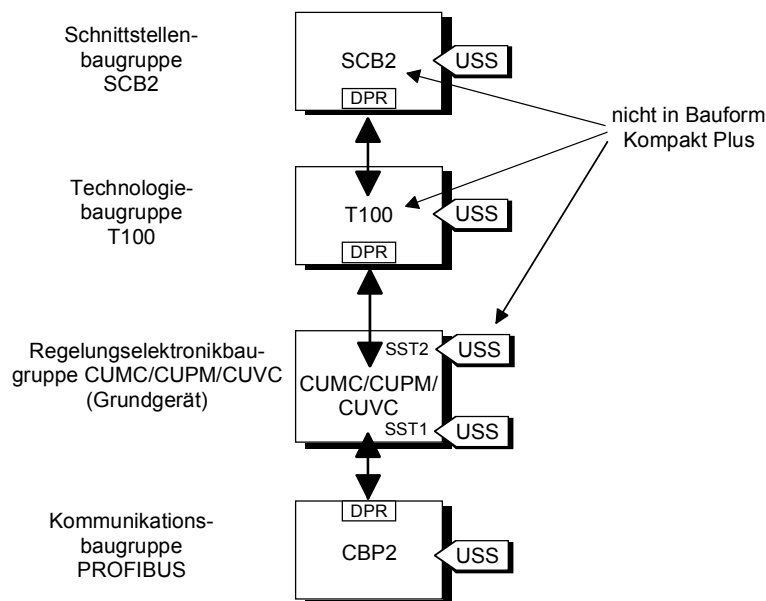 Schnittstellen-
baugruppe
SCB2
SCB2
DPR
USS
nicht in Bauform
Kompakt Plus
Technologie-
baugruppe
T100
T100
DPR
USS
Regelungselektronikbau-
gruppe CUMC/CUPM/CUVC
(Grundgerät)
SST2
USS
CUMC/CUPM/
CUVC
SST1
USS
Kommunikations-
baugruppe
PROFIBUS
DPR
CBP2
USS